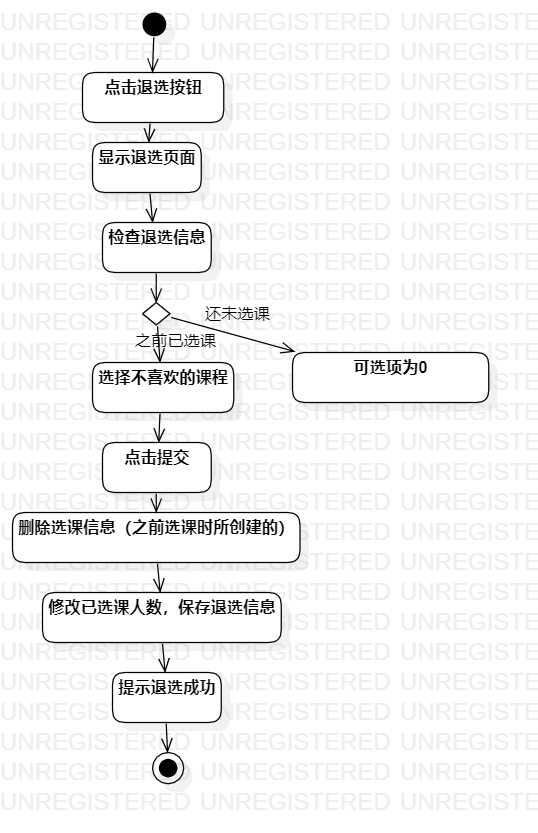 点击退选按钮
显示退选页面
检查退选信息
还未选课
之前已选课
可选项为0
选择不喜欢的课程
点击提交
删除选课信息（之前选课时所创建的）
修改已选课人数，保存退选信息
提示退选成功
UNREGISTERED